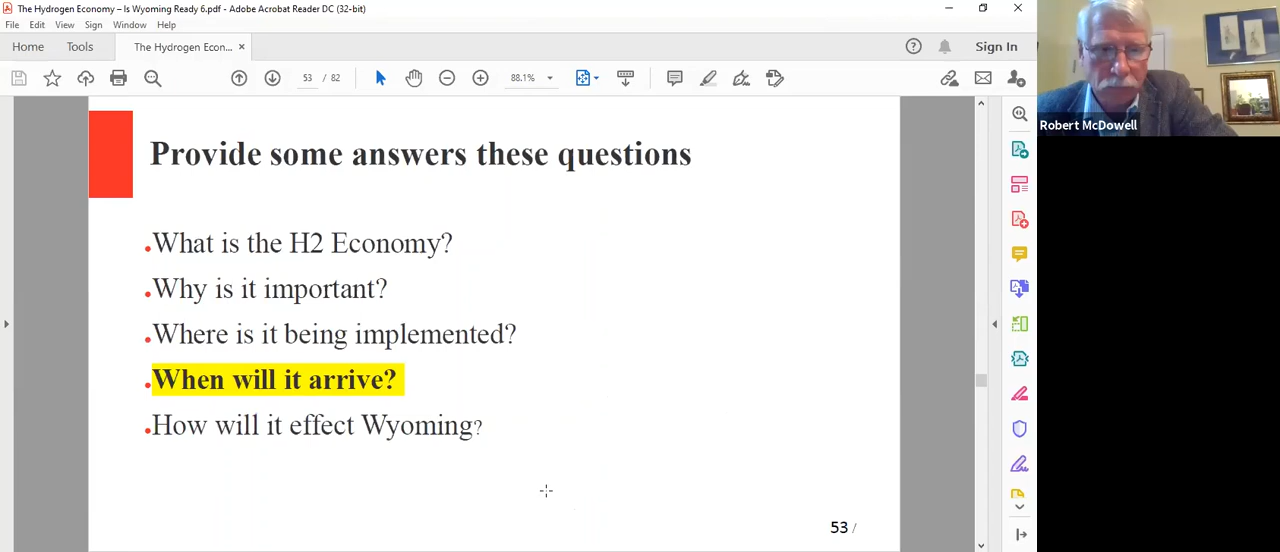 The Hydrogen Economy – Is Wyoming Ready 6.pdf - Adobe Acrobat Reader DC (32-bit)
File Edit View Sign Window Help
Home Tools The Hydrogen Econ... × Sign In
53 / 82 88.1%
Robert McDowell
Provide some answers these questions
What is the H2 Economy?
Why is it important?
Where is it being implemented?
When will it arrive?
How will it effect Wyoming?
53 /